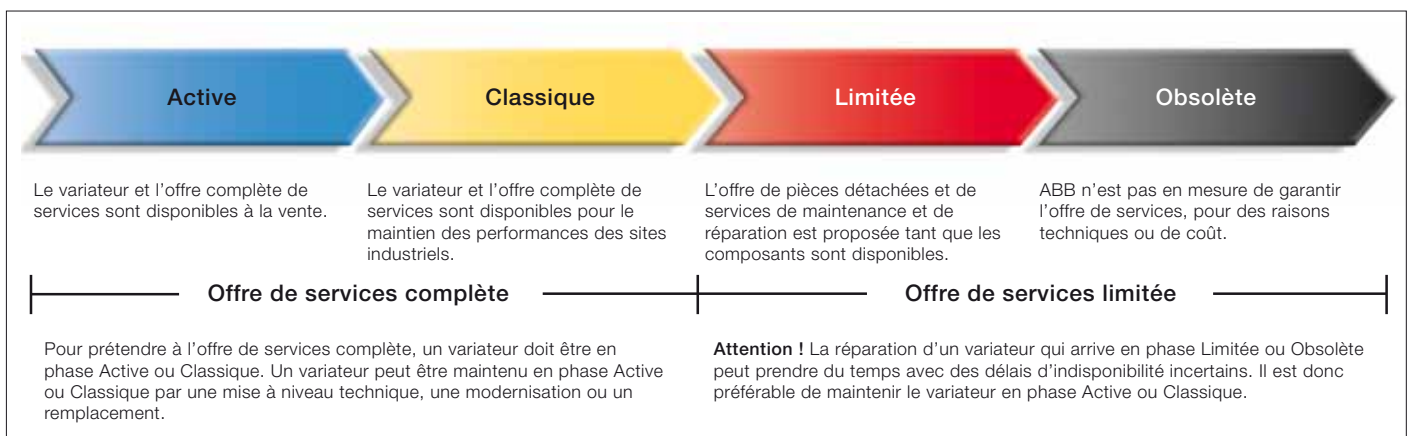 Active
Classique
Limitée
Obsolète
Le variateur et l'offre complète de
services sont disponibles à la vente.
Le variateur et l'offre complète de
services sont disponibles pour le
maintien des performances des sites
industriels.
L'offre de pièces détachées et de
services de maintenance et de
réparation est proposée tant que les
composants sont disponibles.
ABB n'est pas en mesure de garantir
l'offre de services, pour des raisons
techniques ou de coût.
Offre de services complète
Offre de services limitée
Pour prétendre à l'offre de services complète, un variateur doit être en
phase Active ou Classique. Un variateur peut être maintenu en phase Active
ou Classique par une mise à niveau technique, une modernisation ou un
remplacement.
Attention ! La réparation d'un variateur qui arrive en phase Limitée ou Obsolète
peut prendre du temps avec des délais d'indisponibilité incertains. Il est donc
préférable de maintenir le variateur en phase Active ou Classique.